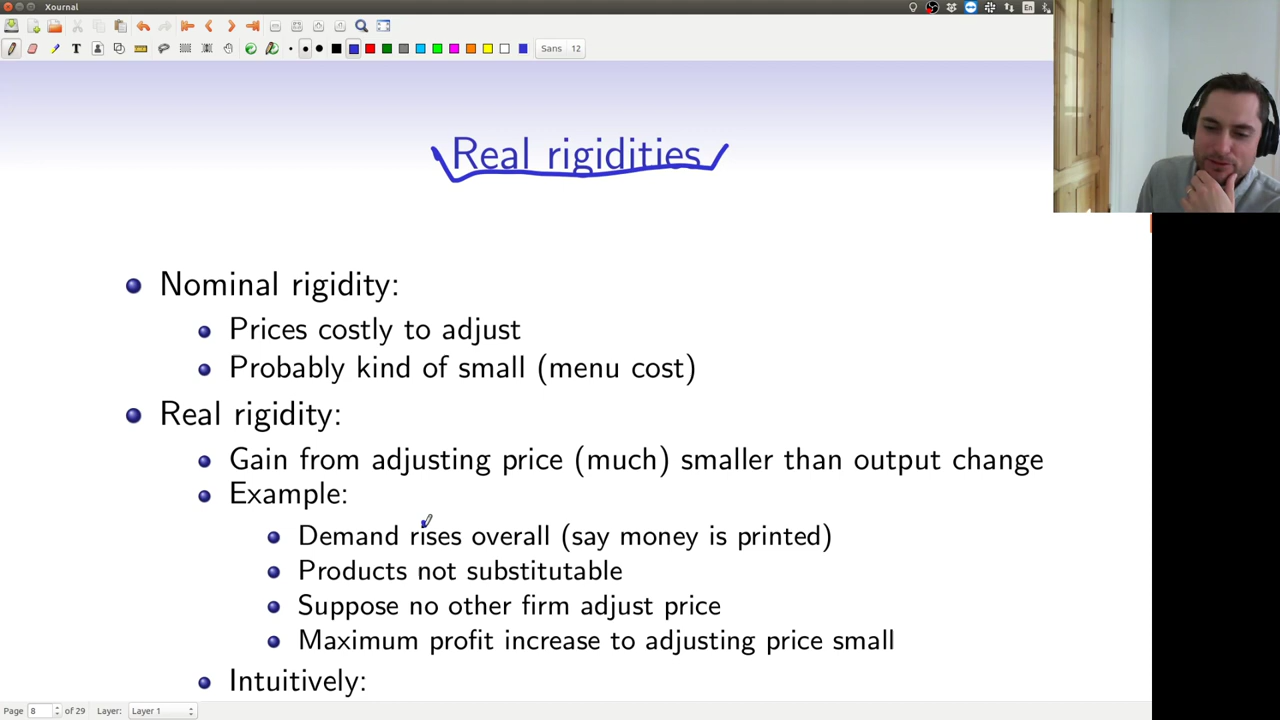 Xournal
En
T
Sans 12
Real rigidities
Nominal rigidity:
Prices costly to adjust
Probably kind of small (menu cost)
Real rigidity:
Gain from adjusting price (much) smaller than output change
Example:
Demand rises overall (say money is printed)
Products not substitutable
Suppose no other firm adjust price
Maximum profit increase to adjusting price small
Intuitively:
Page 8 of 29 Layer: Layer 1